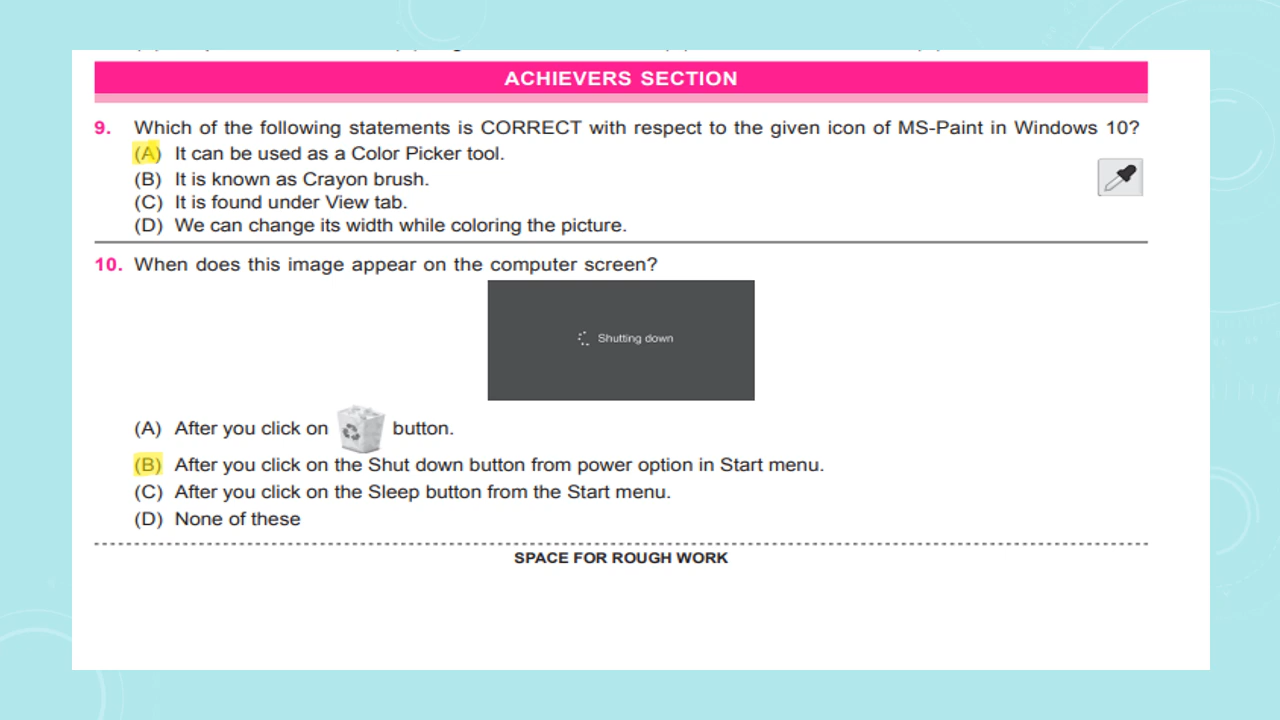 ACHIEVERS SECTION
9. Which of the following statements is CORRECT with respect to the given icon of MS-Paint in Windows 10?
(A) It can be used as a Color Picker tool.
(B) It is known as Crayon brush.
(C) It is found under View tab.
(D) We can change its width while coloring the picture.
10. When does this image appear on the computer screen?
Shutting down
(A) After you click on button.
(B) After you click on the Shut down button from power option in Start menu.
(C) After you click on the Sleep button from the Start menu.
(D) None of these
SPACE FOR ROUGH WORK